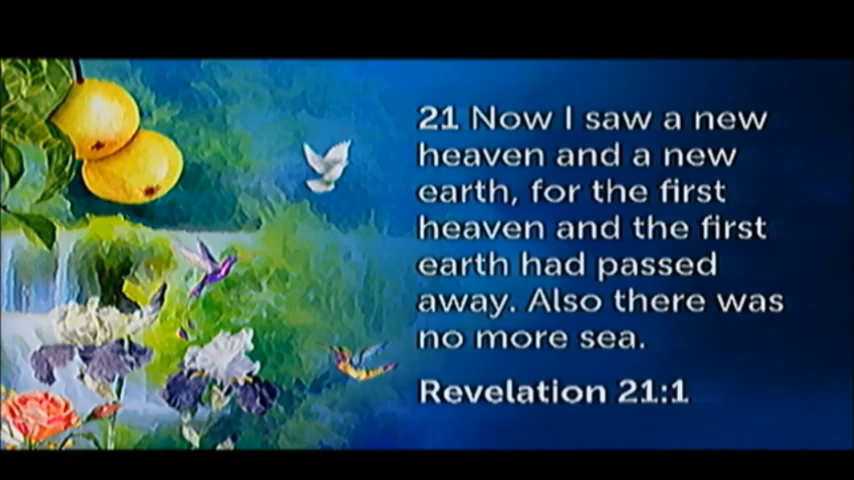 21 Now I saw a new
heaven and a new
earth, for the first
heaven and the first
earth had passed
away. Also there was
no more sea.
Revelation 21:1